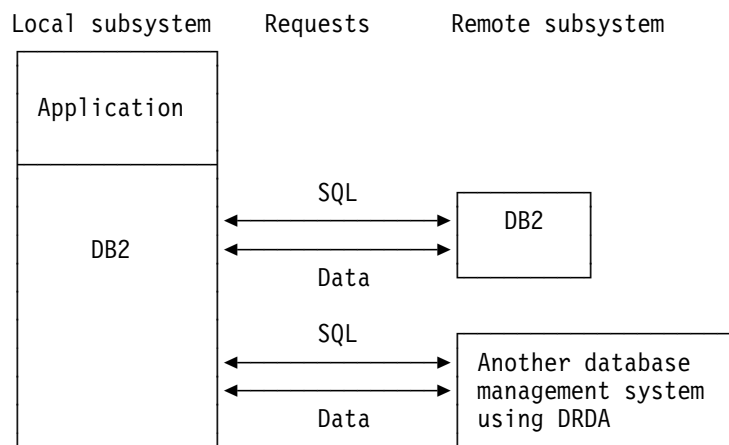 Local subsystem Requests Remote subsystem
Application
SQL
DB2
DB2
Data
SQL
Another database
management system
using DRDA
Data